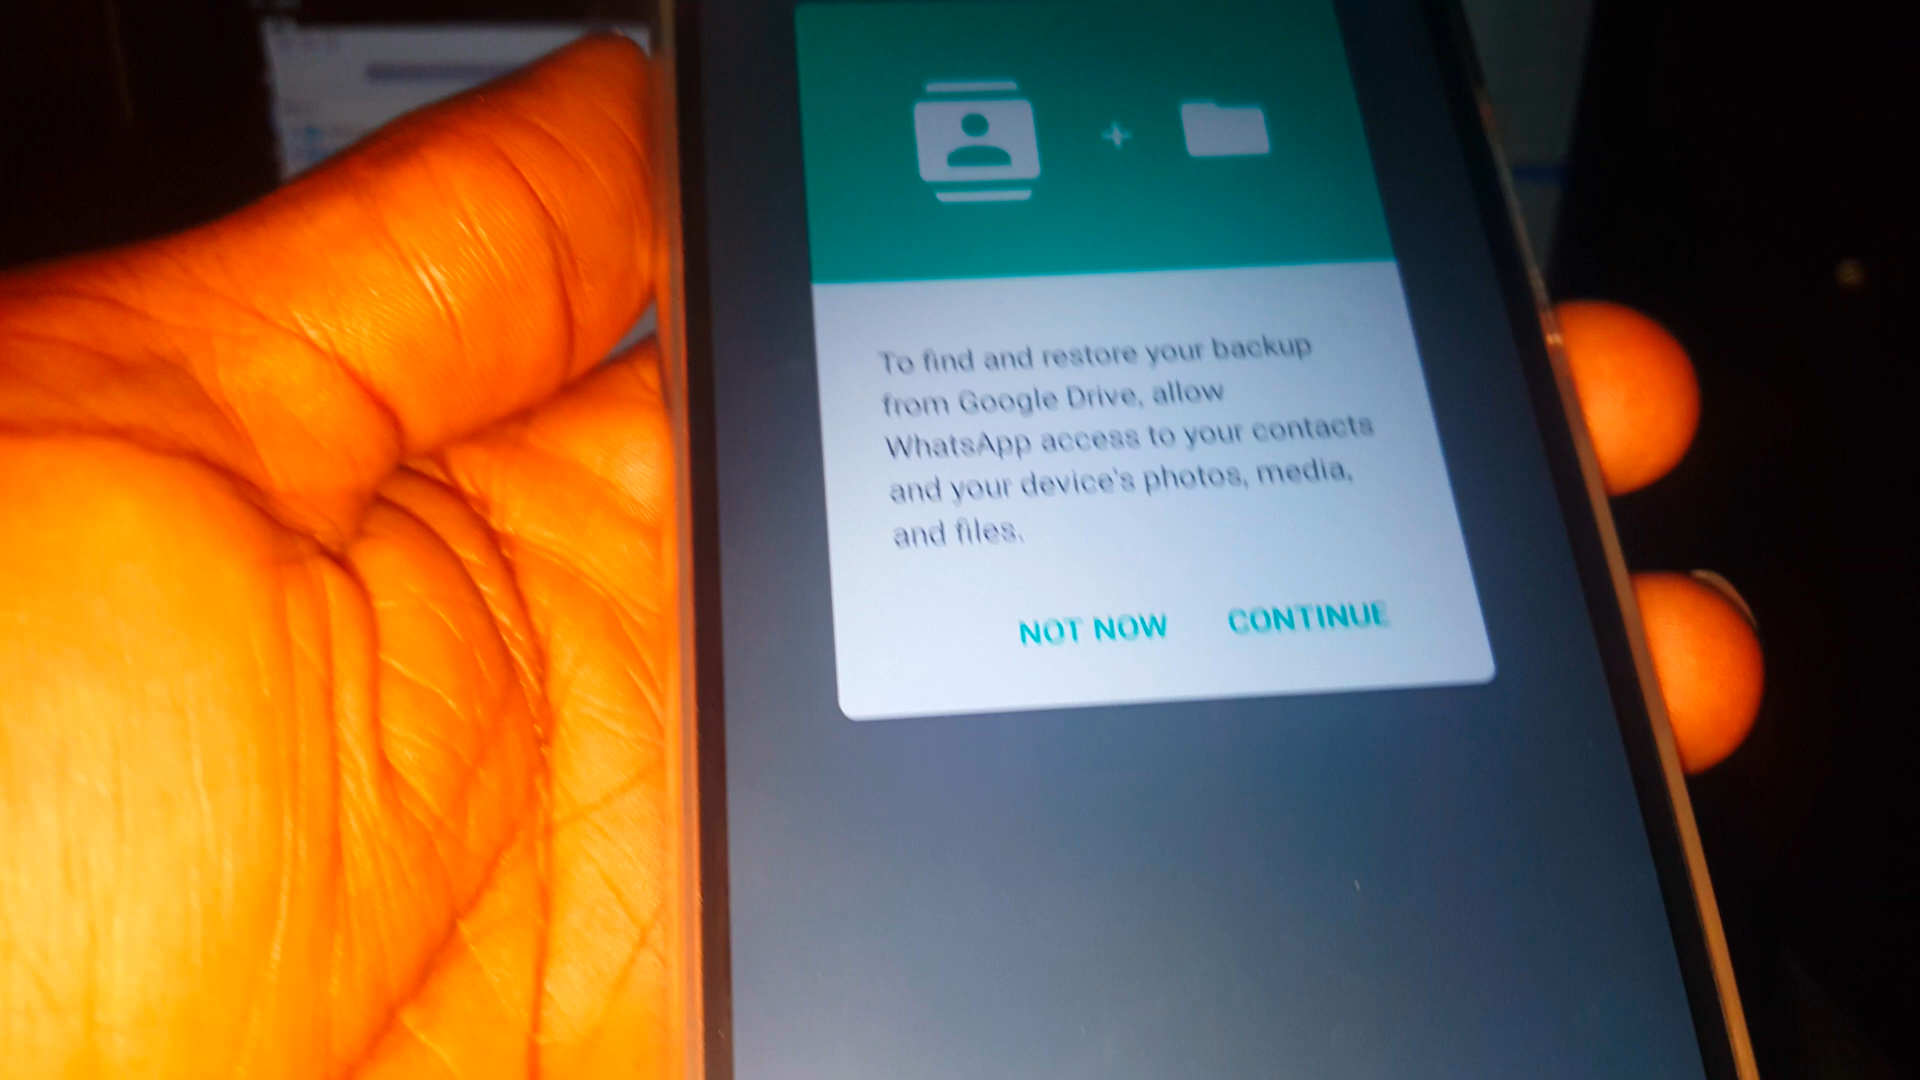 To find and restore your backup
from Google Drive, allow
WhatsApp access to your contacts
and your device's photos, media,
and files.
NOT NOW CONTINUE